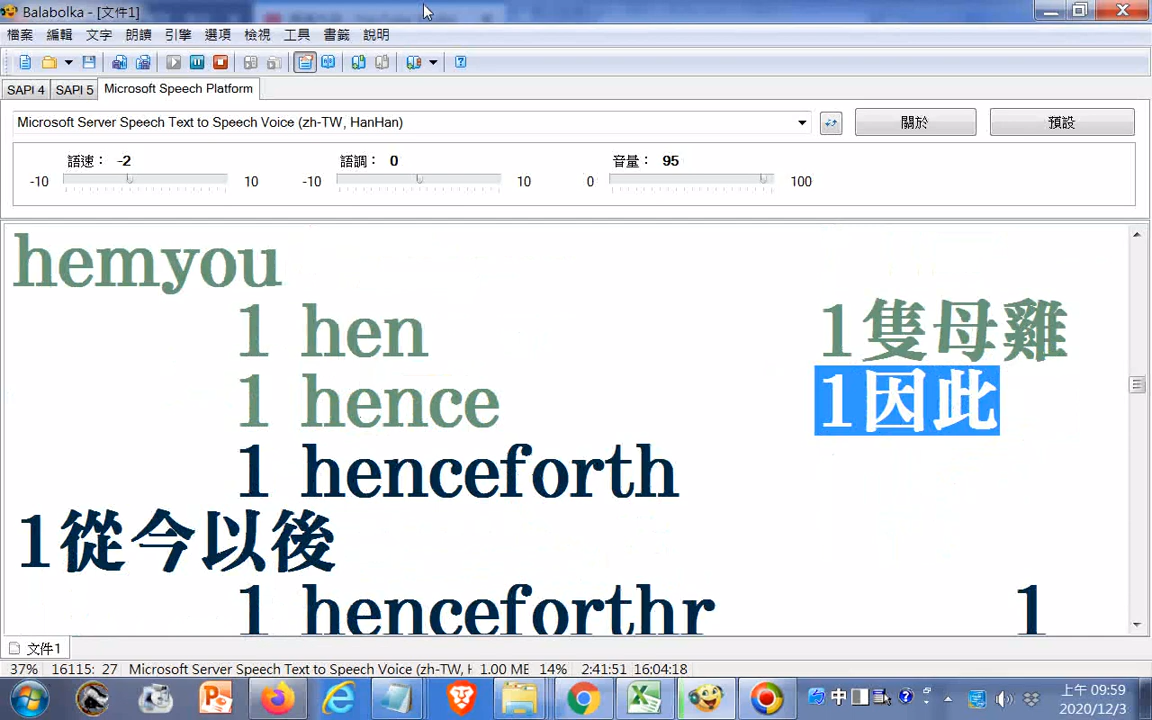 Balabolka - [文件1]
檔案 編輯 文字 朗讀 引擎 選項 檢視 工具 書籤 說明
SAPI 4 SAPI 5 Microsoft Speech Platform
Microsoft Server Speech Text to Speech Voice (zh-TW, HanHan) 關於 預設
語速： -2 語調： 0 音量： 95
-10 10 -10 10 0 100
hemyou
1 hen 1隻母雞
1 hence 1因此
1 henceforth
1從今以後
1 henceforthr 1
文件1
37% 16115: 27 Microsoft Server Speech Text to Speech Voice (zh-TW, 1.00 ME 14% 2:41:51 16:04:18
中 上午 09:59
2020/12/3